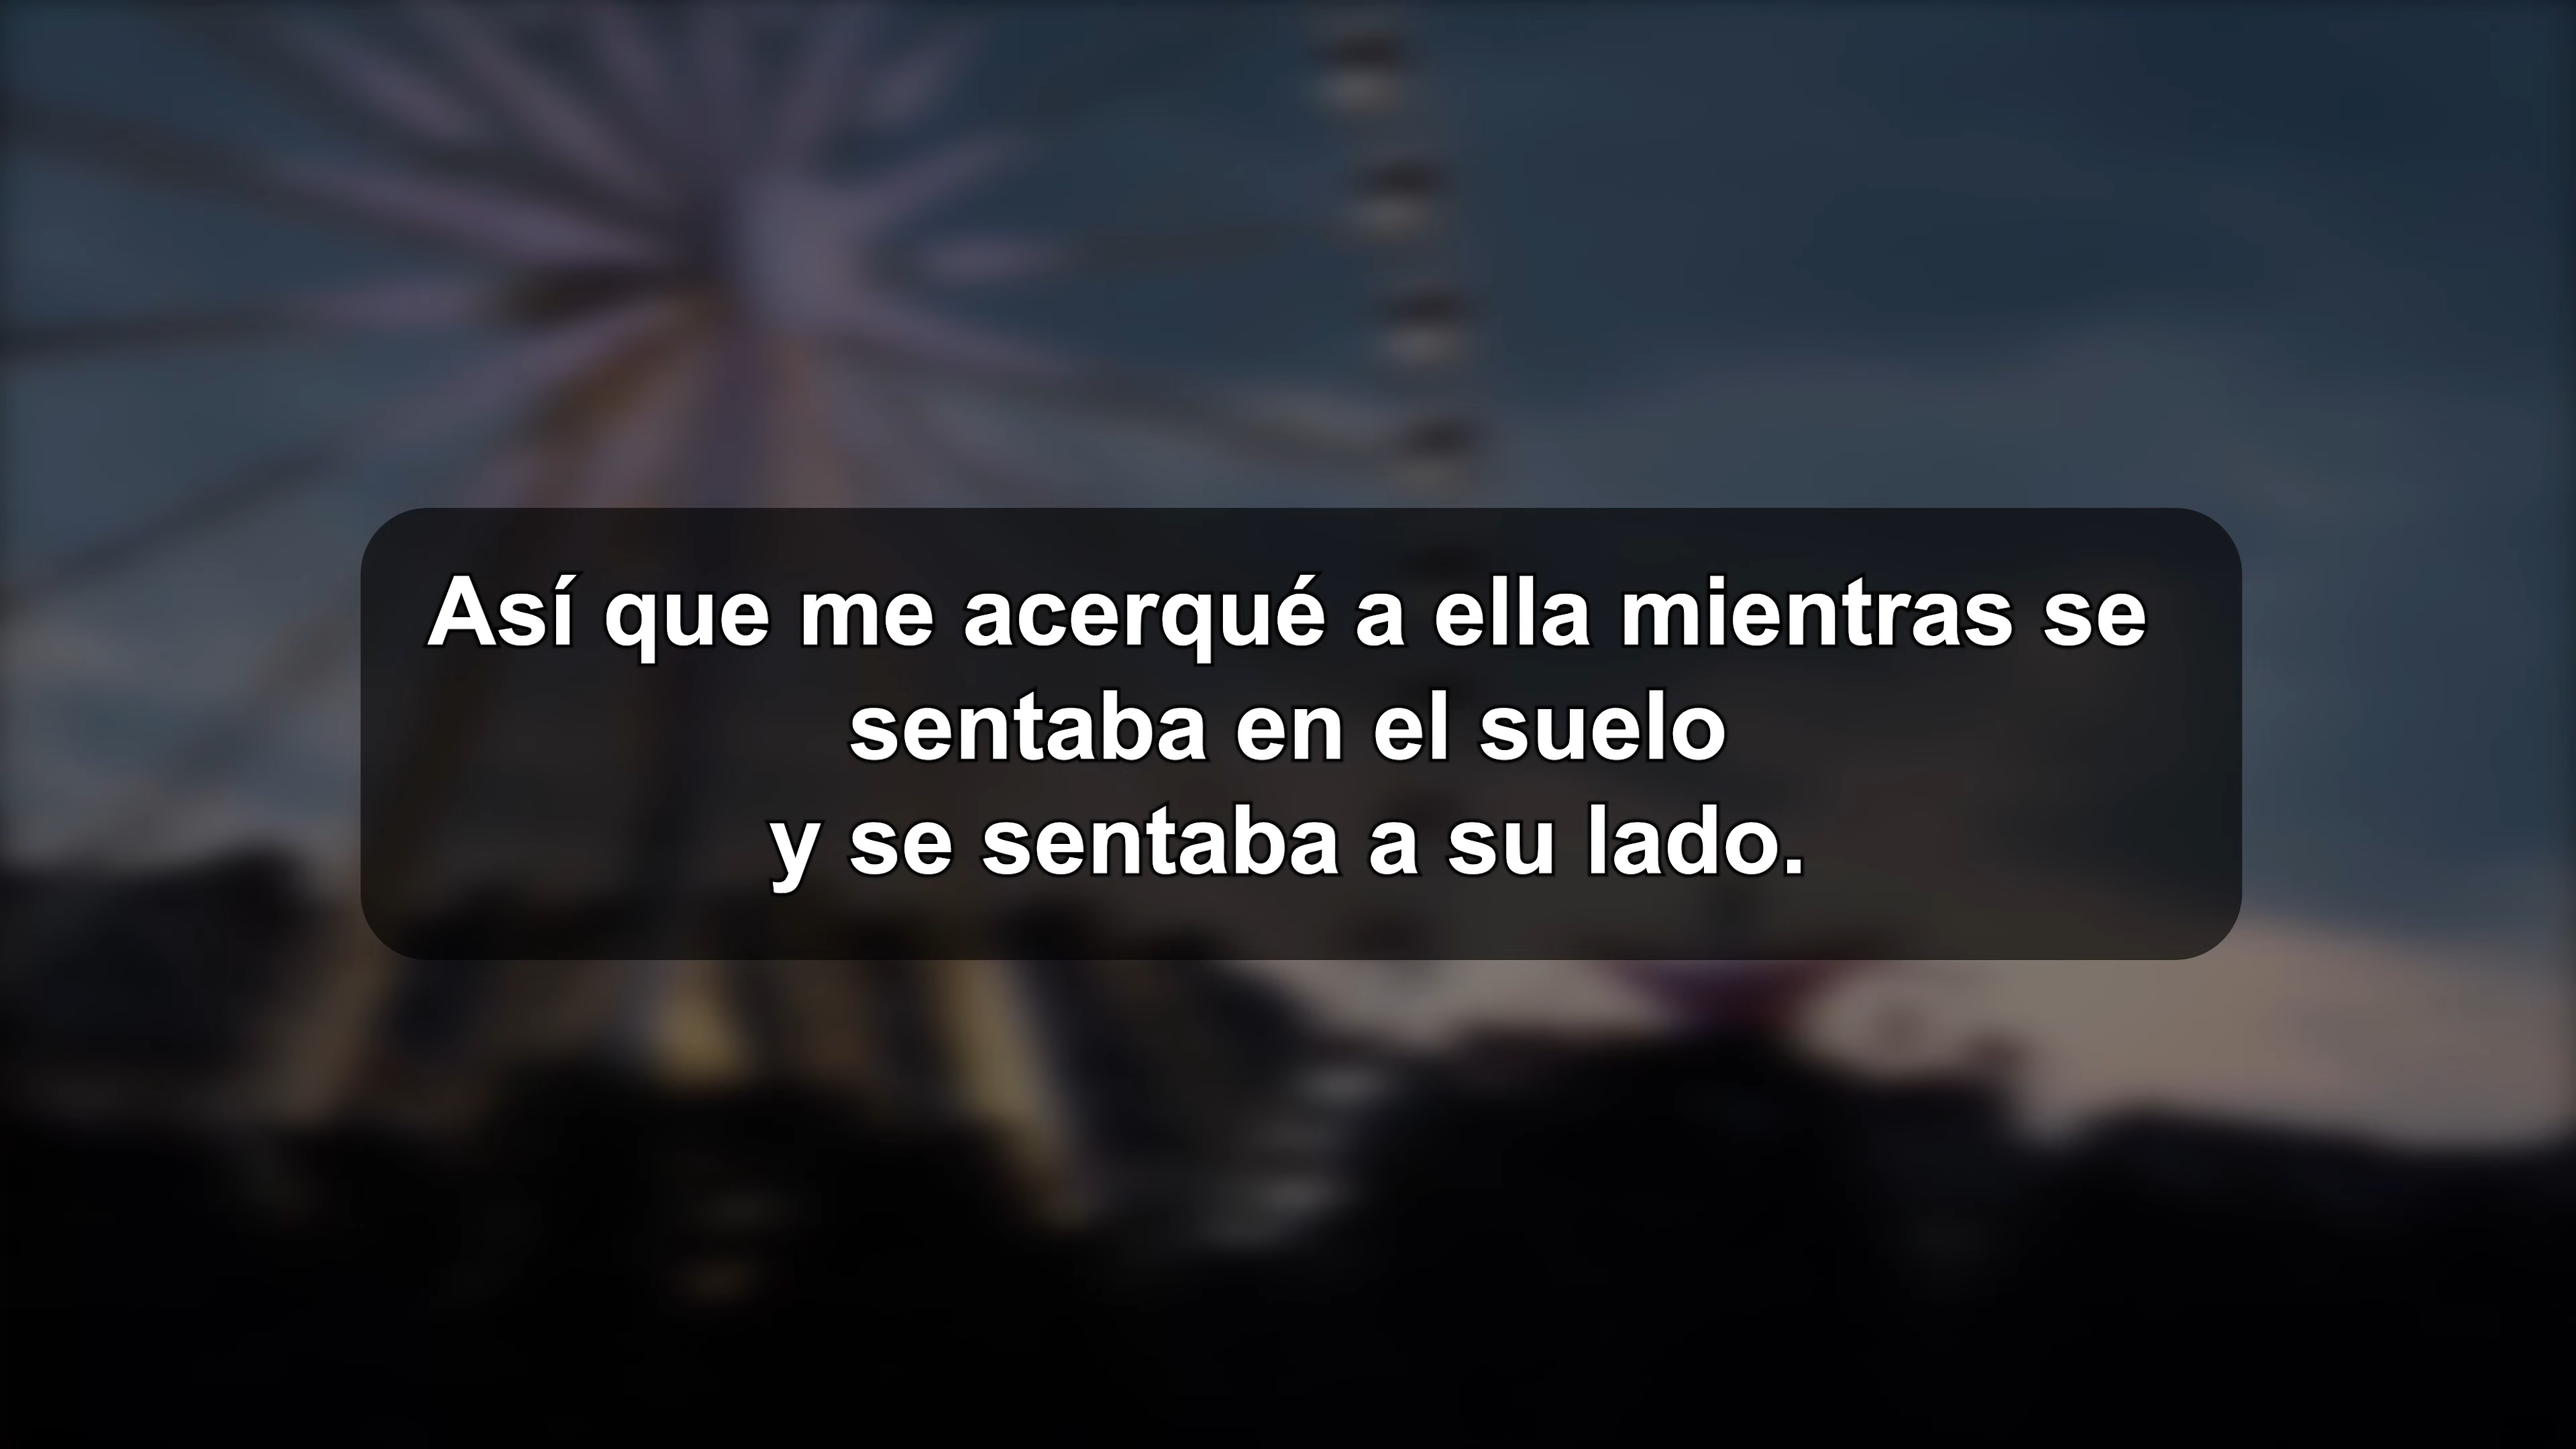 Así que me acerqué a ella mientras se
sentaba en el suelo
y se sentaba a su lado.